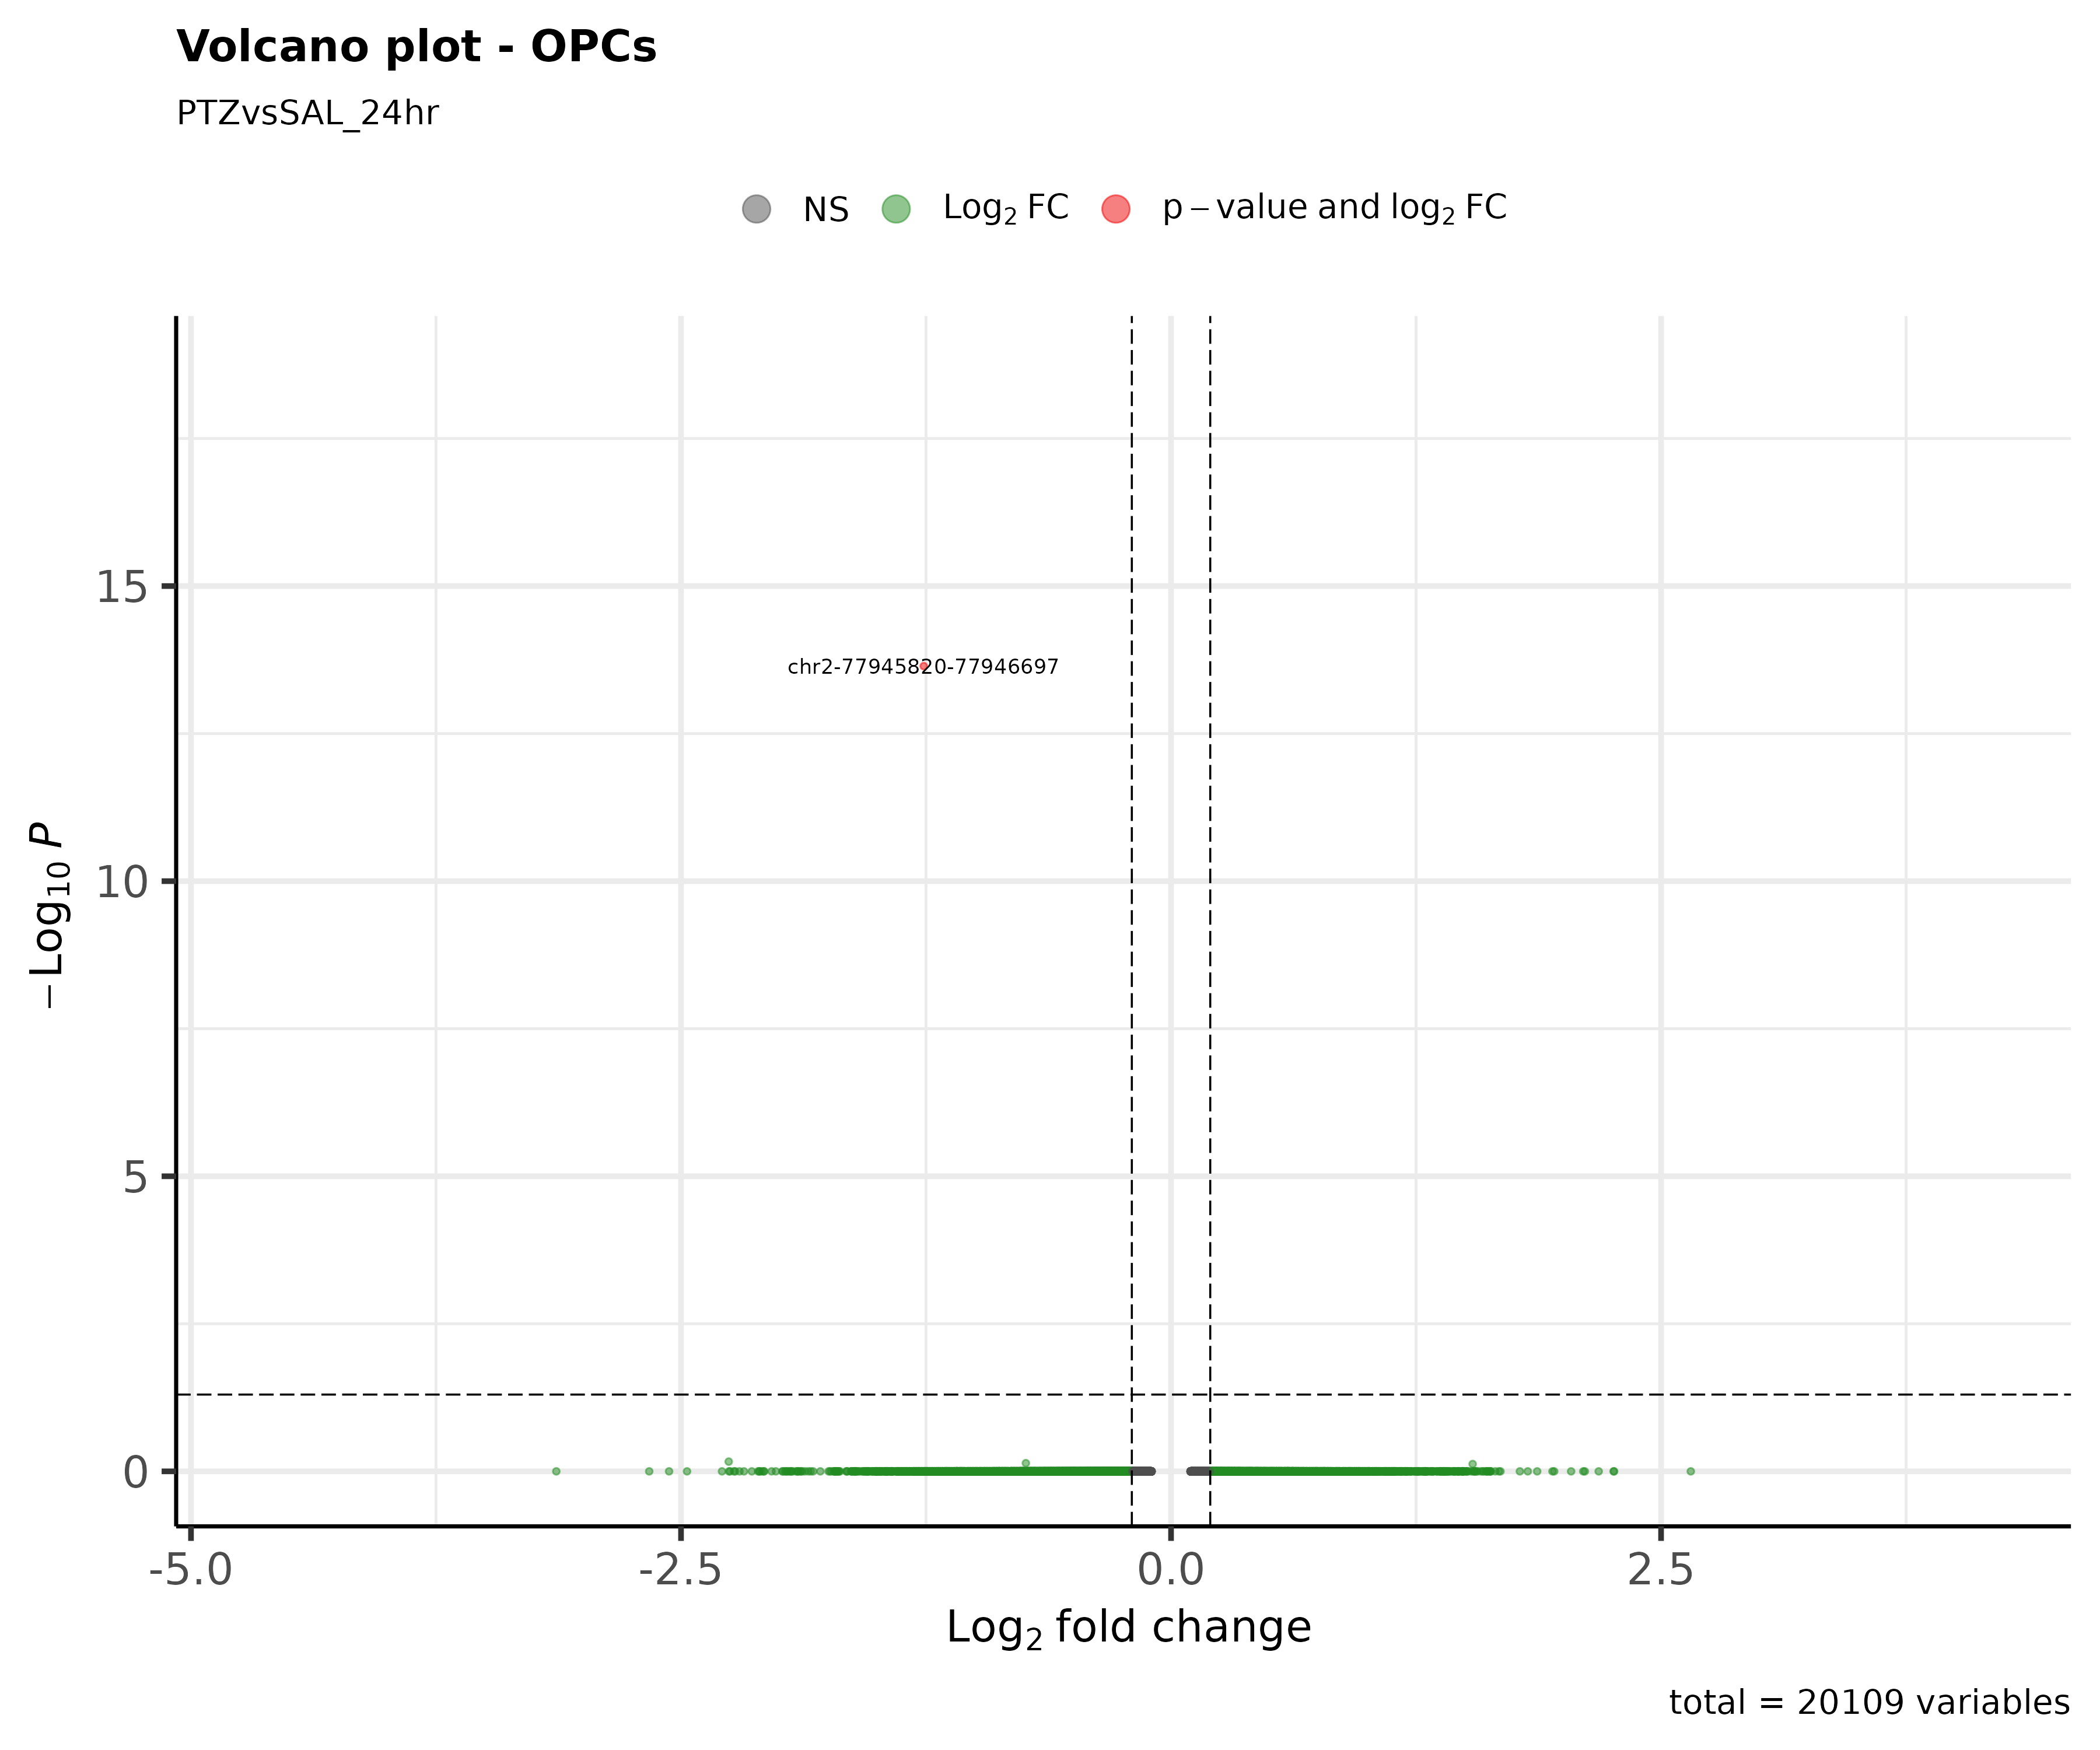 Volcano plot - OPCs
PTZvsSAL_24hr
NS Log₂ FC p − value and log₂ FC
15
10
5
0
−Log₁₀ P
chr2-77945820-77946697
-5.0 -2.5 0.0 2.5
Log₂ fold change
total = 20109 variables